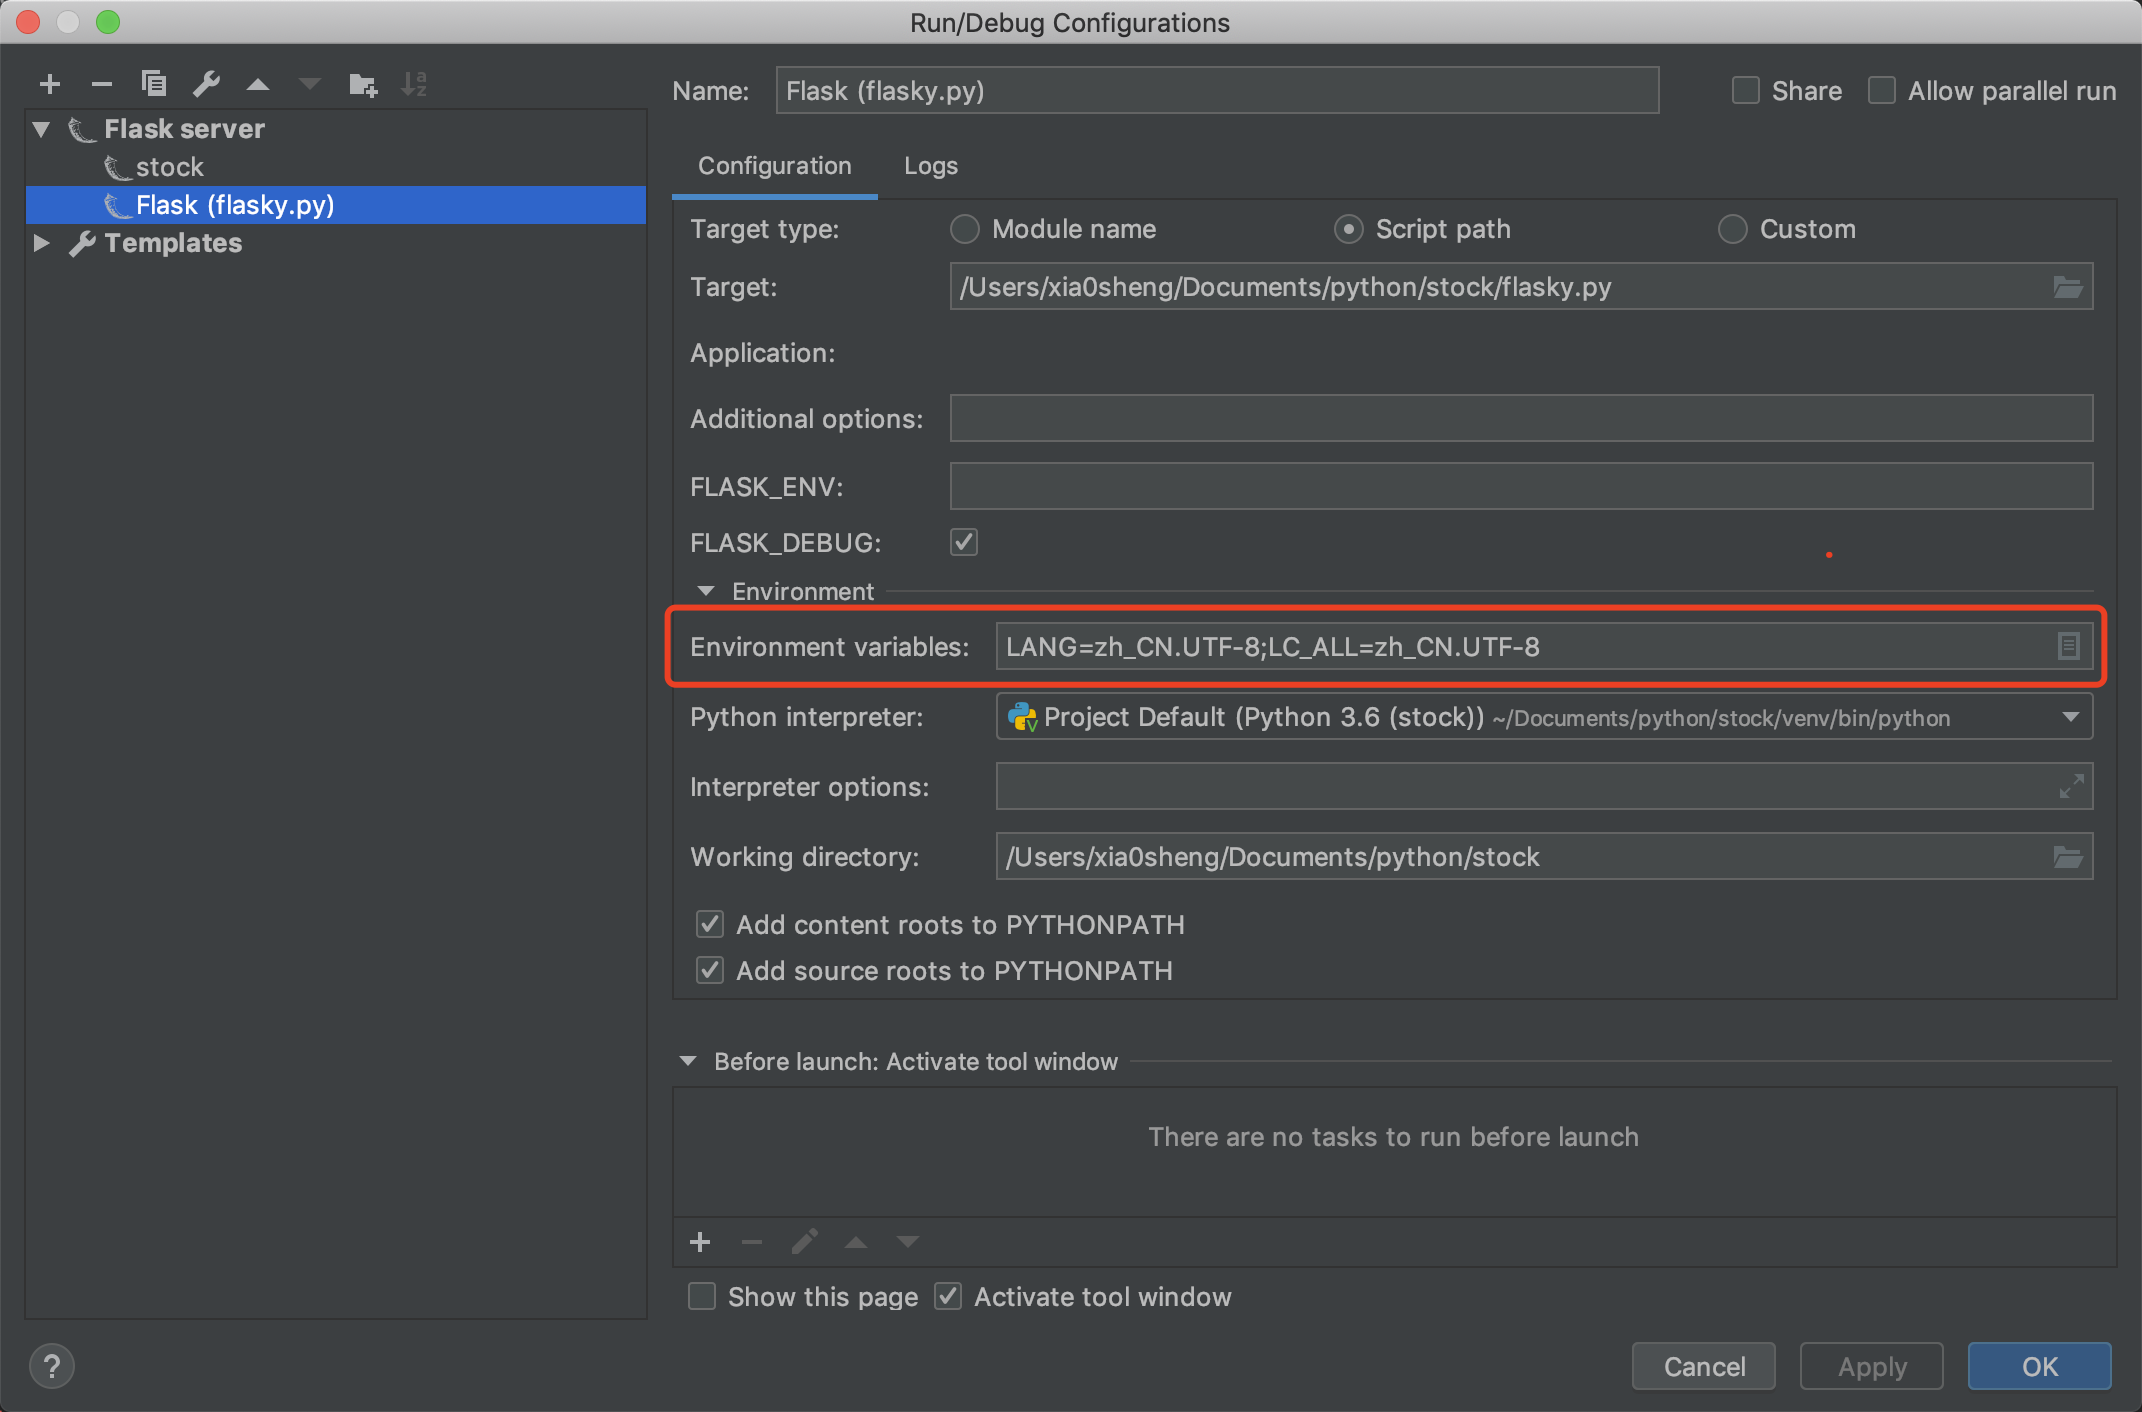 Run/Debug Configurations
Name: Flask (flasky.py) Share Allow parallel run
Flask server
stock
Flask (flasky.py)
Templates
Configuration Logs
Target type: Module name Script path Custom
Target: /Users/xia0sheng/Documents/python/stock/flasky.py
Application:
Additional options:
FLASK_ENV:
FLASK_DEBUG:
Environment
Environment variables: LANG=zh_CN.UTF-8;LC_ALL=zh_CN.UTF-8
Python interpreter: Project Default (Python 3.6 (stock)) ~/Documents/python/stock/venv/bin/python
Interpreter options:
Working directory: /Users/xia0sheng/Documents/python/stock
Add content roots to PYTHONPATH
Add source roots to PYTHONPATH
Before launch: Activate tool window
There are no tasks to run before launch
Show this page Activate tool window
? Cancel Apply OK